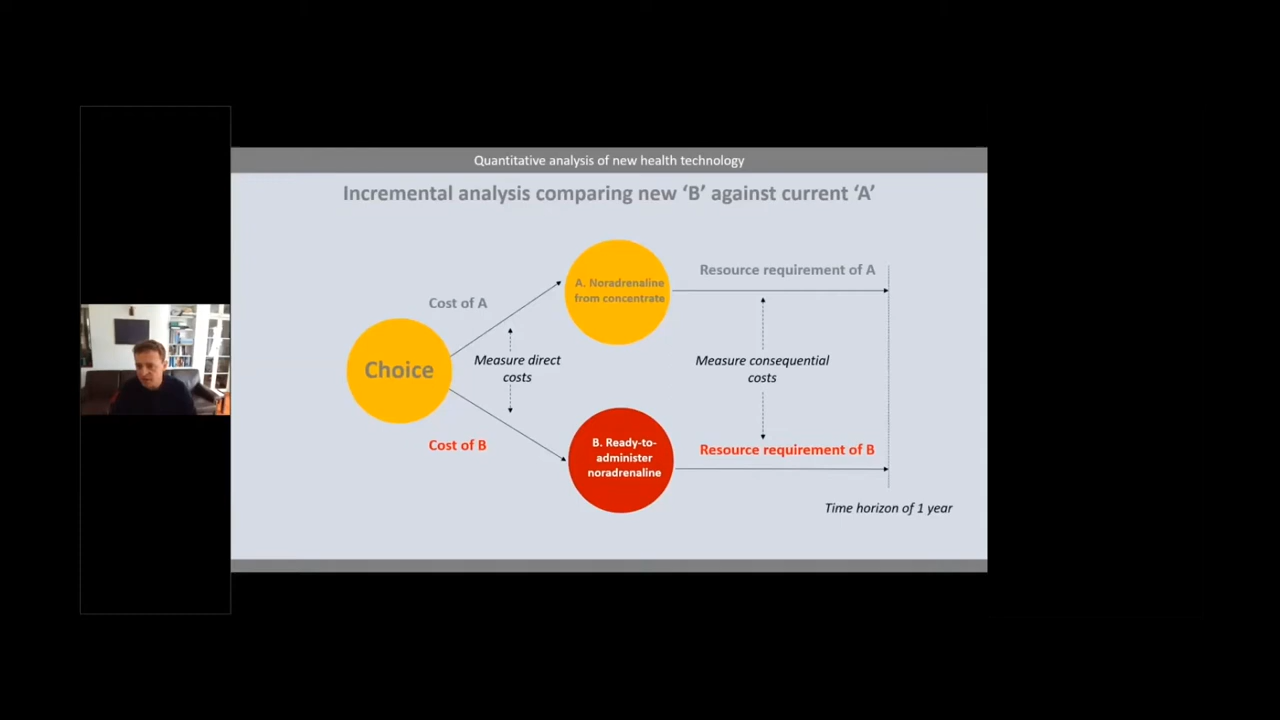 Quantitative analysis of new health technology
Incremental analysis comparing new ‘B’ against current ‘A’
Cost of A
A. Noradrenaline
from concentrate
Resource requirement of A
Choice
Measure direct
costs
Measure consequential
costs
Cost of B
B. Ready-to-
administer
noradrenaline
Resource requirement of B
Time horizon of 1 year